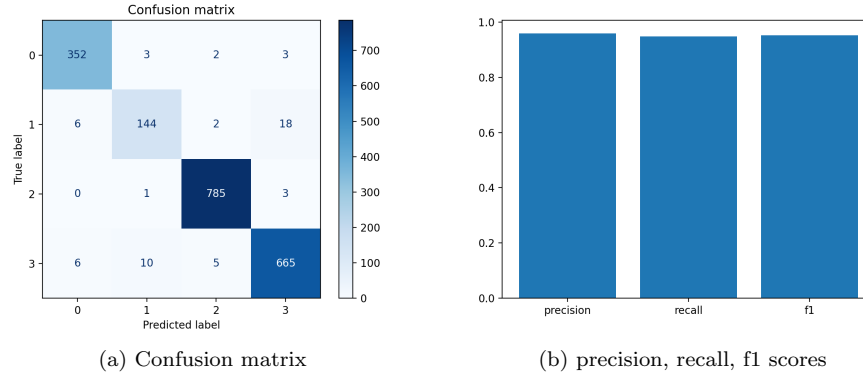 Confusion matrix
0 352 3 2 3
1 6 144 2 18
2 0 1 785 3
3 6 10 5 665
0 1 2 3
Predicted label
True label
700
600
500
400
300
200
100
0
(a) Confusion matrix
1.0
0.8
0.6
0.4
0.2
0.0
precision recall f1
(b) precision, recall, f1 scores